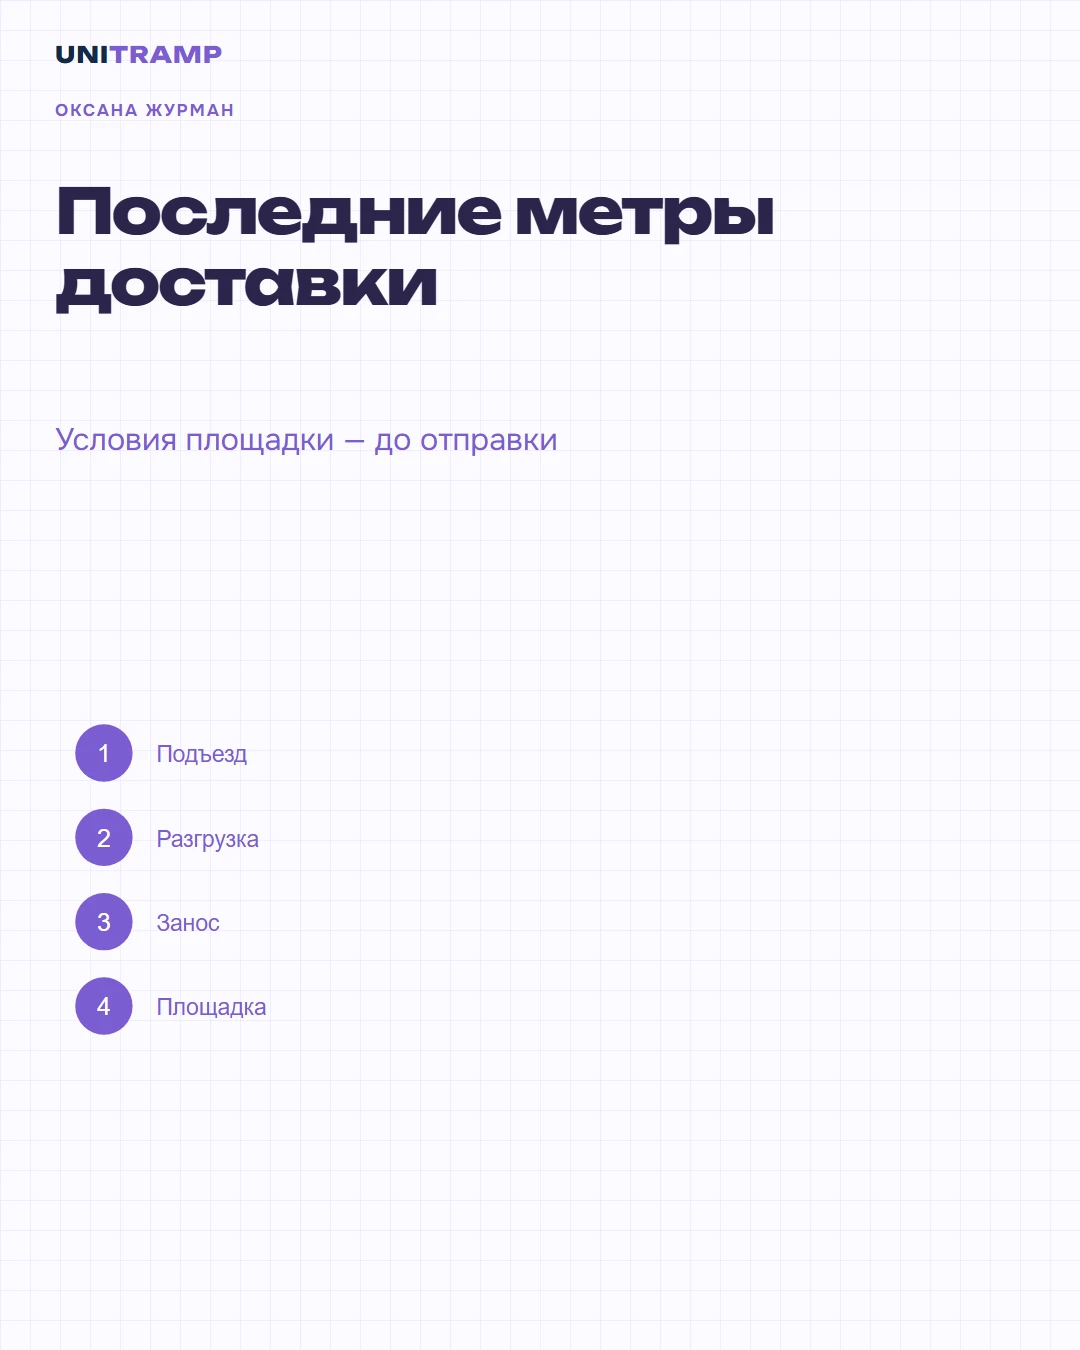 UNITRAMP
ОКСАНА ЖУРМАН
Последние метры
доставки
Условия площадки — до отправки
1 Подъезд
2 Разгрузка
3 Занос
4 Площадка